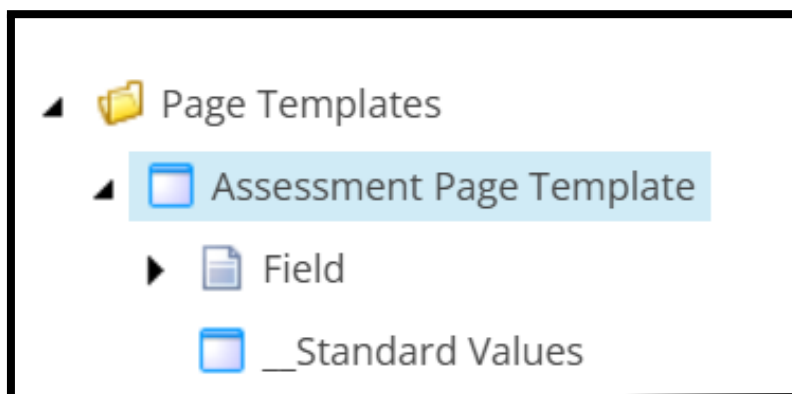 Page Templates
Assessment Page Template
Field
__Standard Values